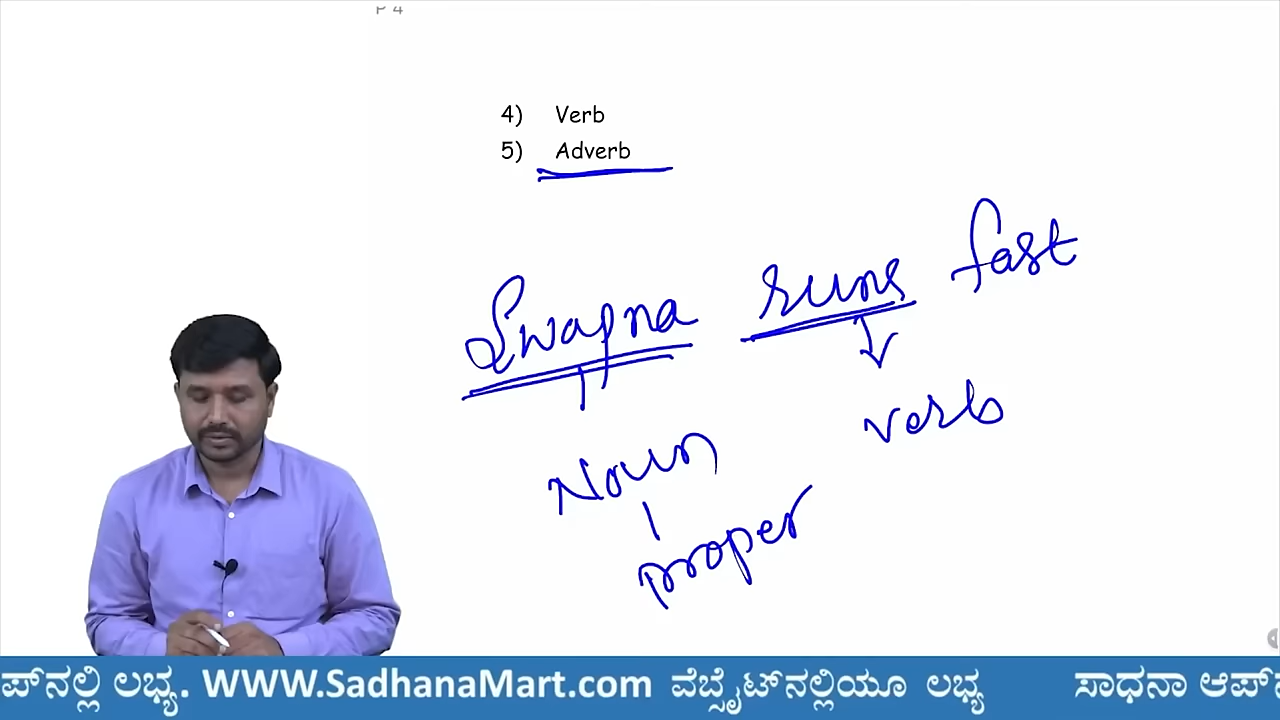 P 4
4) Verb
5) Adverb
Swapna runs fast
Noun verb
proper
ಪ್‌ನಲ್ಲಿ ಲಭ್ಯ. WWW.SadhanaMart.com ವೆಬ್ಸೈಟ್‌ನಲ್ಲಿಯೂ ಲಭ್ಯ ಸಾಧನಾ ಆಪ್‌